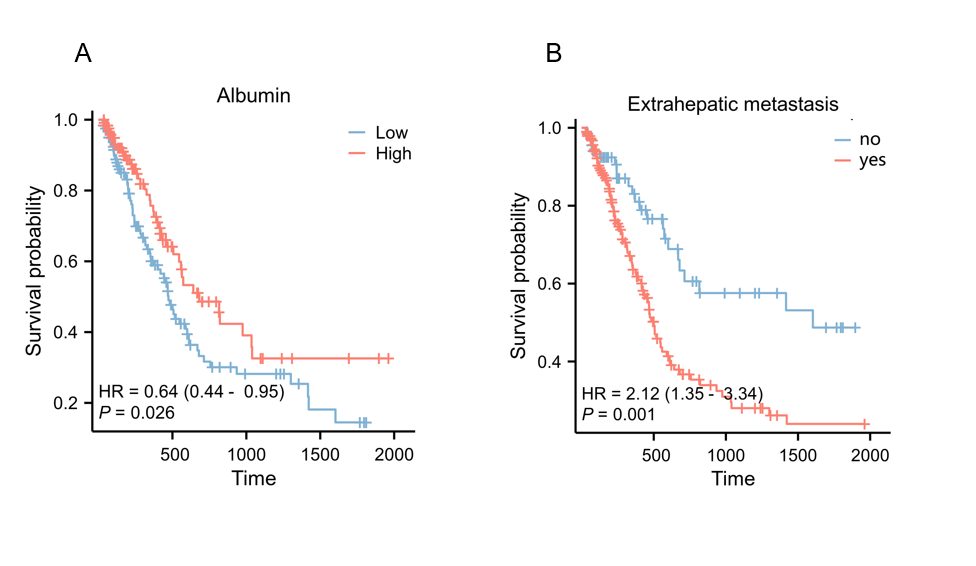 A
Albumin
Low
High
1.0
0.8
0.6
0.4
0.2
Survival probability
HR = 0.64 (0.44 - 0.95)
P = 0.026
500
1000
1500
2000
Time
B
Extrahepatic metastasis
no
yes
1.0
0.8
0.6
0.4
Survival probability
HR = 2.12 (1.35 - 3.34)
P = 0.001
500
1000
1500
2000
Time